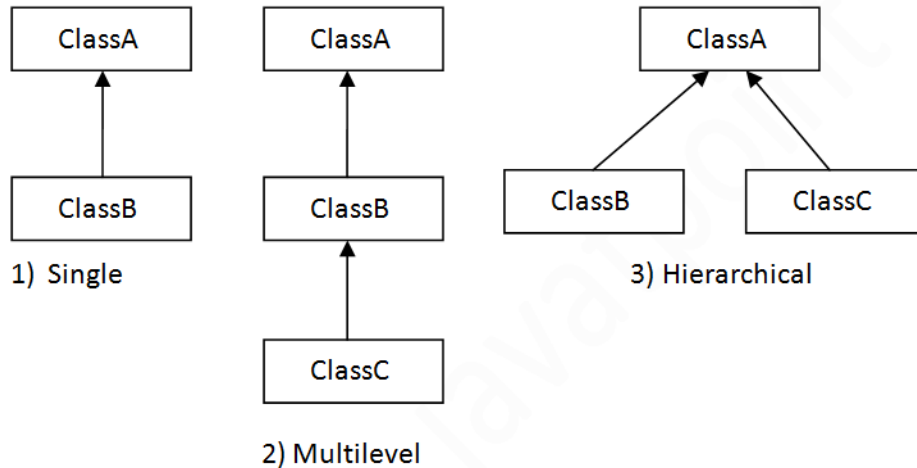 ClassA
ClassB
1) Single
ClassA
ClassB
ClassC
2) Multilevel
ClassA
ClassB
ClassC
3) Hierarchical